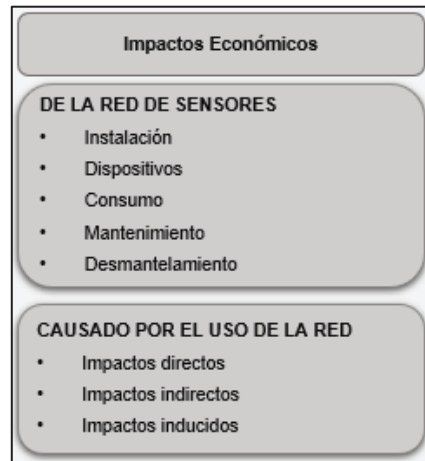 Impactos Económicos
DE LA RED DE SENSORES
• Instalación
• Dispositivos
• Consumo
• Mantenimiento
• Desmantelamiento
CAUSADO POR EL USO DE LA RED
• Impactos directos
• Impactos indirectos
• Impactos inducidos